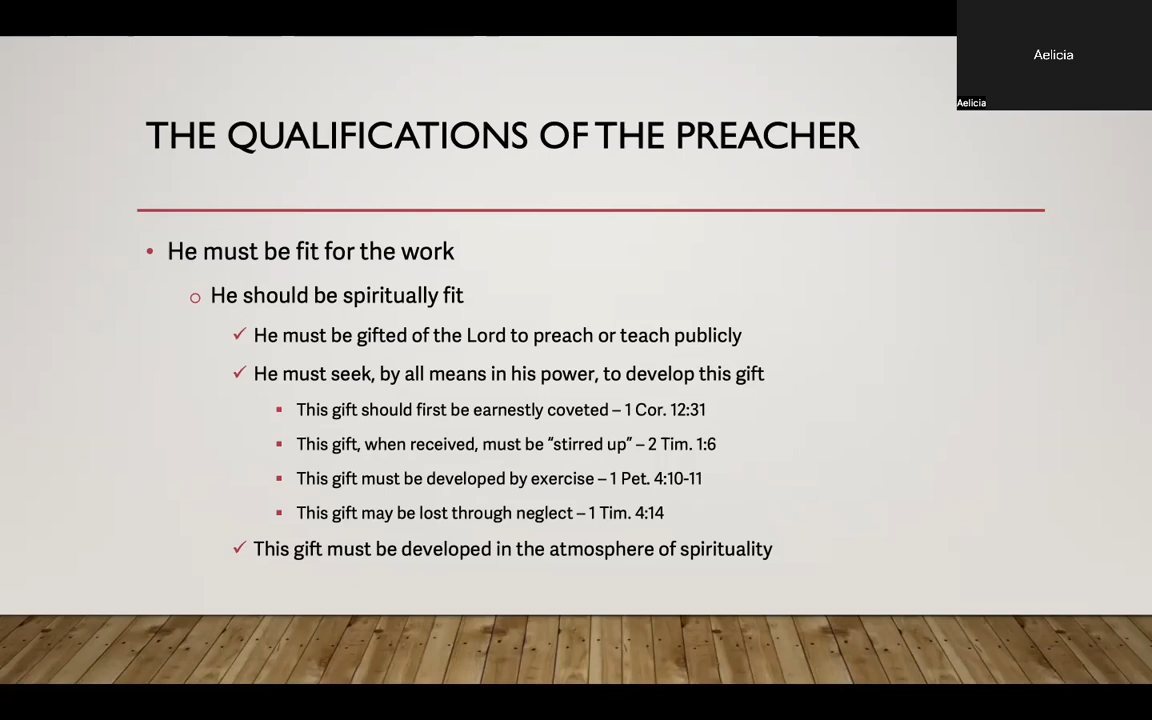 Aelicia
Aelicia
THE QUALIFICATIONS OF THE PREACHER
• He must be fit for the work
○ He should be spiritually fit
✓ He must be gifted of the Lord to preach or teach publicly
✓ He must seek, by all means in his power, to develop this gift
▪ This gift should first be earnestly coveted – 1 Cor. 12:31
▪ This gift, when received, must be “stirred up” – 2 Tim. 1:6
▪ This gift must be developed by exercise – 1 Pet. 4:10-11
▪ This gift may be lost through neglect – 1 Tim. 4:14
✓ This gift must be developed in the atmosphere of spirituality